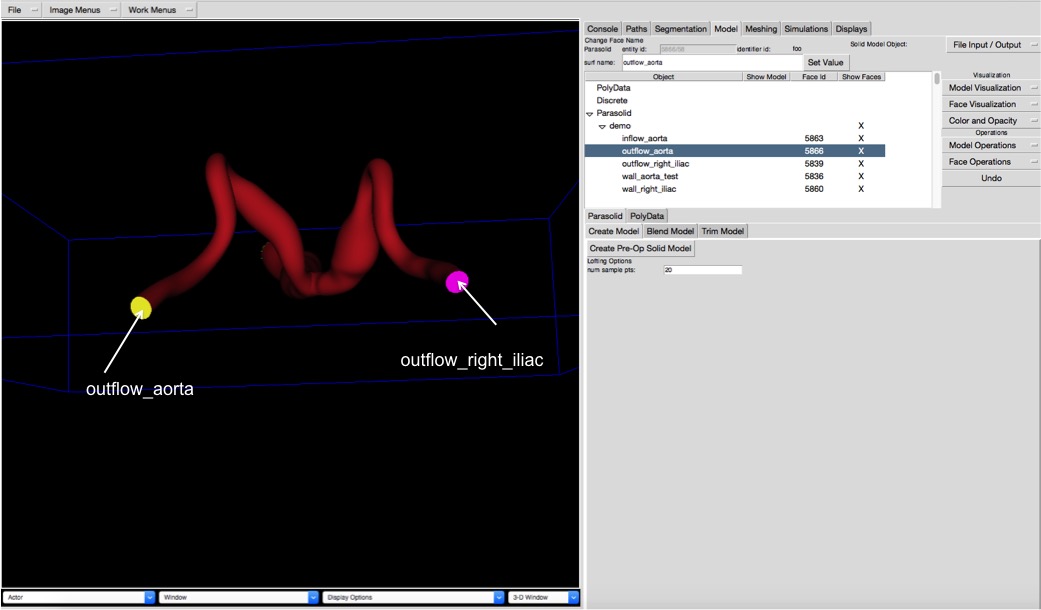 File Image Menus Work Menus
Console Paths Segmentation Model Meshing Simulations Displays
Change Face Name
Parasolid entity id: 5866/58 identifier id: foo Solid Model Object:
File Input / Output
surf name: outflow_aorta Set Value
Object Show Model Face Id Show Faces
PolyData
Discrete
Parasolid
demo X
inflow_aorta 5863 X
outflow_aorta 5866 X
outflow_right_iliac 5839 X
wall_aorta_test 5836 X
wall_right_iliac 5860 X
Visualization
Model Visualization
Face Visualization
Color and Opacity
Operations
Model Operations
Face Operations
Undo
Parasolid PolyData
Create Model Blend Model Trim Model
Create Pre-Op Solid Model
Lofting Options
num sample pts: 20
outflow_right_iliac
outflow_aorta
Actor Window Display Options 3-D Window